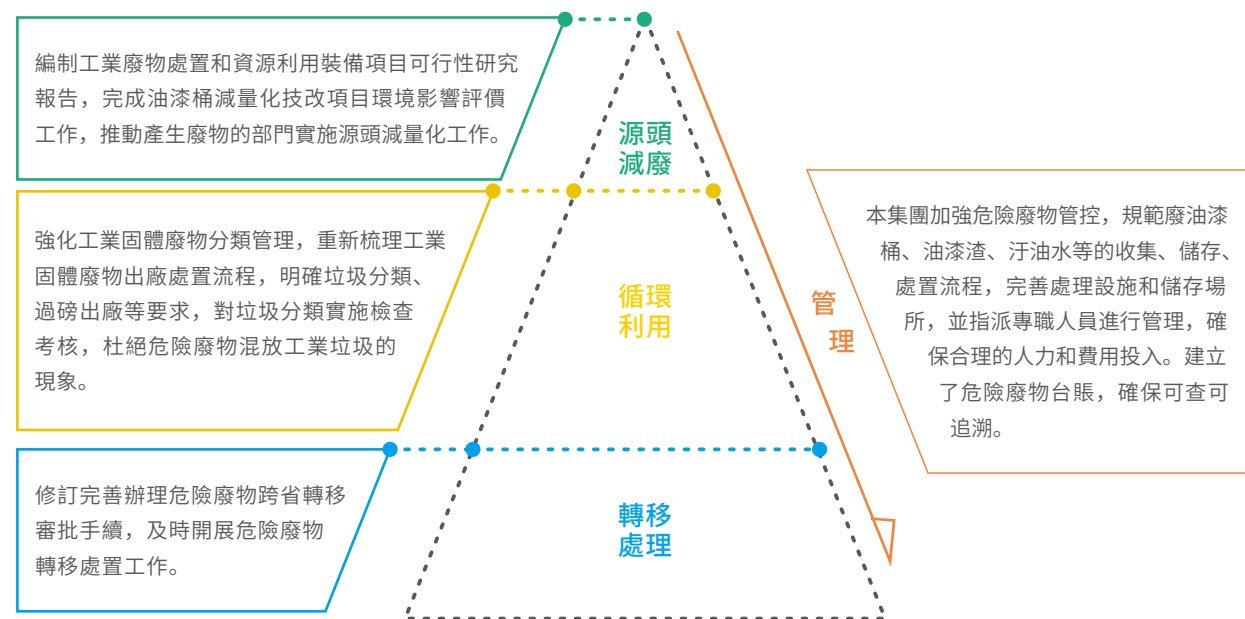 編制工業廢物處置和資源利用裝備項目可行性研究
報告，完成油漆桶減量化技改項目環境影響評價
工作，推動產生廢物的部門實施源頭減量化工作。
源頭
減廢
強化工業固體廢物分類管理，重新梳理工業
固體廢物出廠處置流程，明確垃圾分類、
過磅出廠等要求，對垃圾分類實施檢查
考核，杜絕危險廢物混放工業垃圾的
現象。
循環
利用
修訂完善辦理危險廢物跨省轉移
審批手續，及時開展危險廢物
轉移處置工作。
轉移
處理
管
理
本集團加強危險廢物管控，規範廢油漆
桶、油漆渣、汙油水等的收集、儲存、
處置流程，完善處理設施和儲存場
所，並指派專職人員進行管理，確
保合理的人力和費用投入。建立
了危險廢物台賬，確保可查可
追溯。